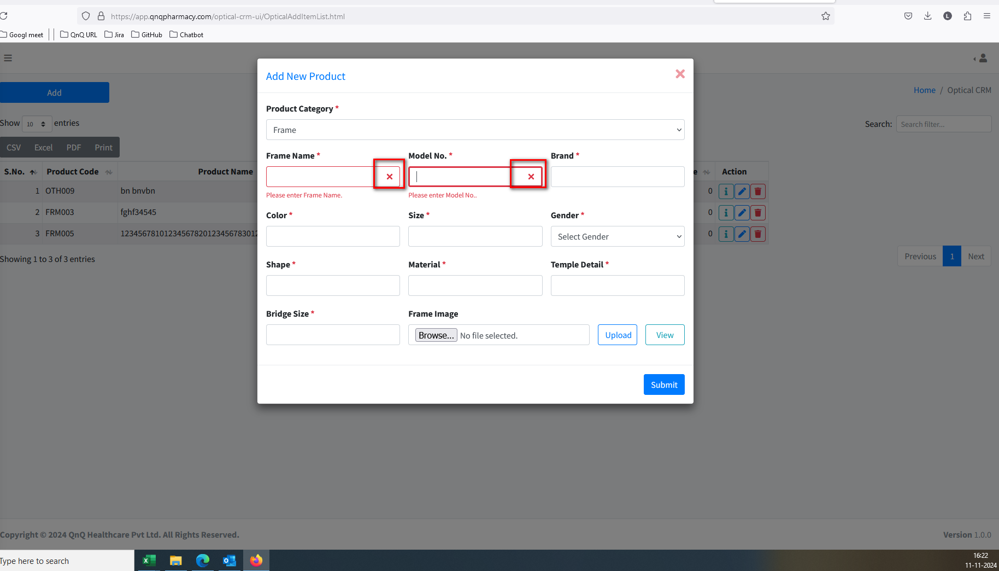 https://app.qnqpharmacy.com/optical-crm-ui/OpticalAddItemList.html
L
Googl meet
QnQ URL
Jira
GitHub
Chatbot
Add
Home / Optical CRM
Show 10 entries
Search: Search filter...
CSV Excel PDF Print
S.No. Product Code Product Name
e Action
1 OTH009 bn bnvbn 0
2 FRM003 fghf34545 0
3 FRM005 1234567810123456782012345678301 0
Showing 1 to 3 of 3 entries
Previous 1 Next
Add New Product
Product Category *
Frame
Frame Name * Model No. * Brand *
Please enter Frame Name. Please enter Model No..
Color * Size * Gender *
Select Gender
Shape * Material * Temple Detail *
Bridge Size * Frame Image
Browse... No file selected. Upload View
Submit
Copyright © 2024 QnQ Healthcare Pvt Ltd. All Rights Reserved.
Version 1.0.0
Type here to search
16:22
11-11-2024